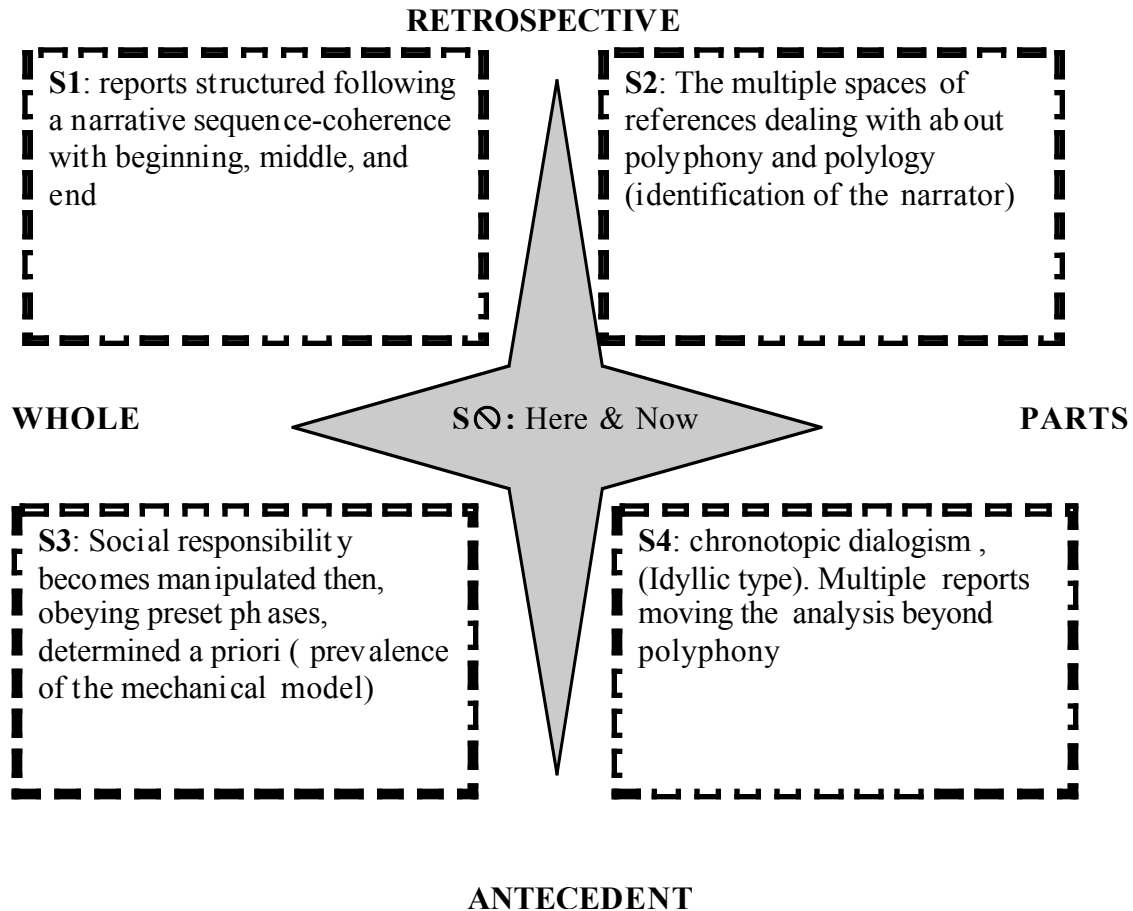 RETROSPECTIVE
S1: reports structured following
a narrative sequence-coherence
with beginning, middle, and
end
S2: The multiple spaces of
references dealing with about
polyphony and polylogy
(identification of the narrator)
WHOLE
S⦰: Here & Now
PARTS
S3: Social responsibility
becomes manipulated then,
obeying preset phases,
determined a priori ( prevalence
of the mechanical model)
S4: chronotopic dialogism ,
(Idyllic type). Multiple reports
moving the analysis beyond
polyphony
ANTECEDENT